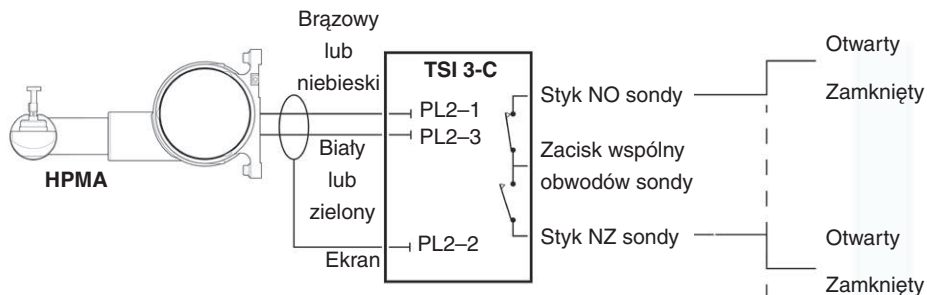 Brązowy
lub
niebieski
HPMA
Biały
lub
zielony
Ekran
TSI 3-C
PL2–1
PL2–3
PL2–2
Styk NO sondy
Zacisk wspólny
obwodów sondy
Styk NZ sondy
Otwarty
Zamknięty
Otwarty
Zamknięty